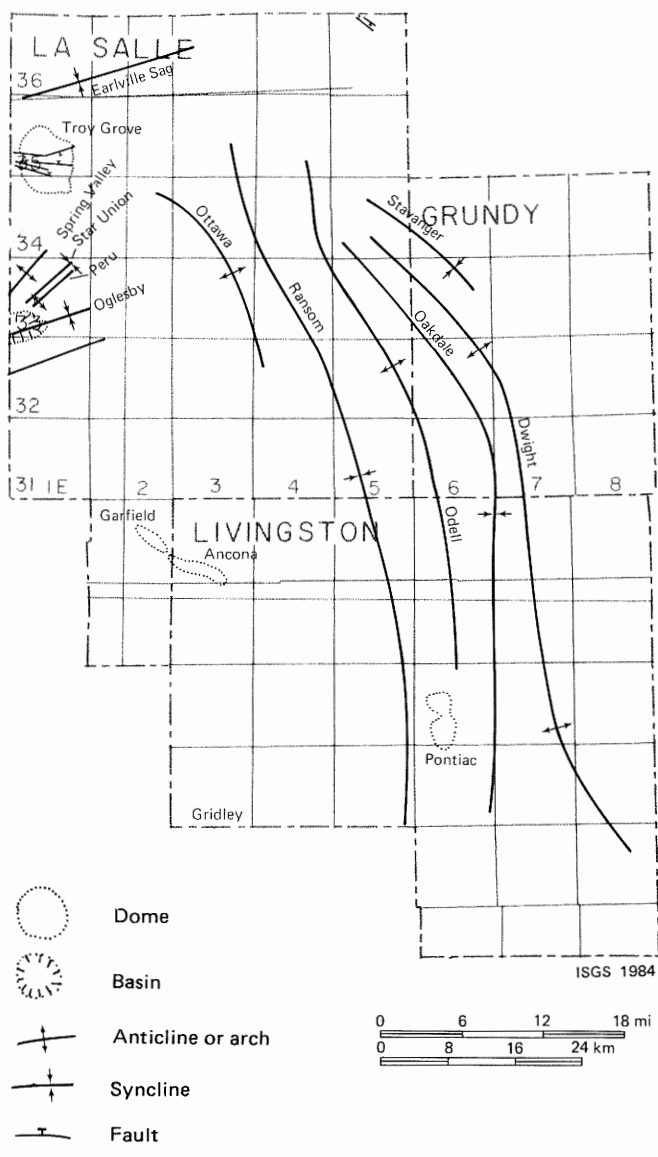 LA SALLE
36
Earlville Sag
Troy Grove
35
Spring Valley
Star Union
34
Peru
Oglesby
Ottawa
Ransom
Stavanger
GRUNDY
Oakdale
Dwight
32
31 1E 2 3 4 5 6 7 8
Garfield
LIVINGSTON
Ancona
Odell
Pontiac
Gridley
Dome
Basin
ISGS 1984
Anticline or arch
Syncline
Fault
0 6 12 18 mi
0 8 16 24 km